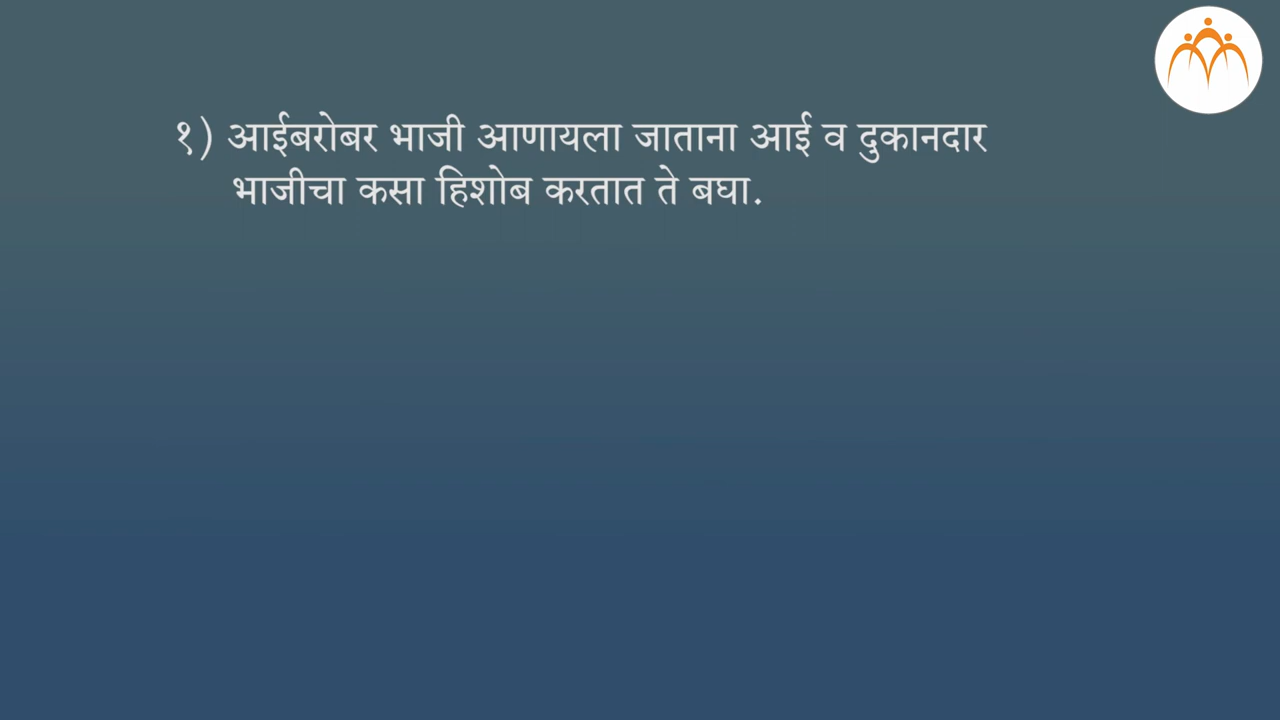 १) आईबरोबर भाजी आणायला जाताना आई व दुकानदार
भाजीचा कसा हिशोब करतात ते बघा.